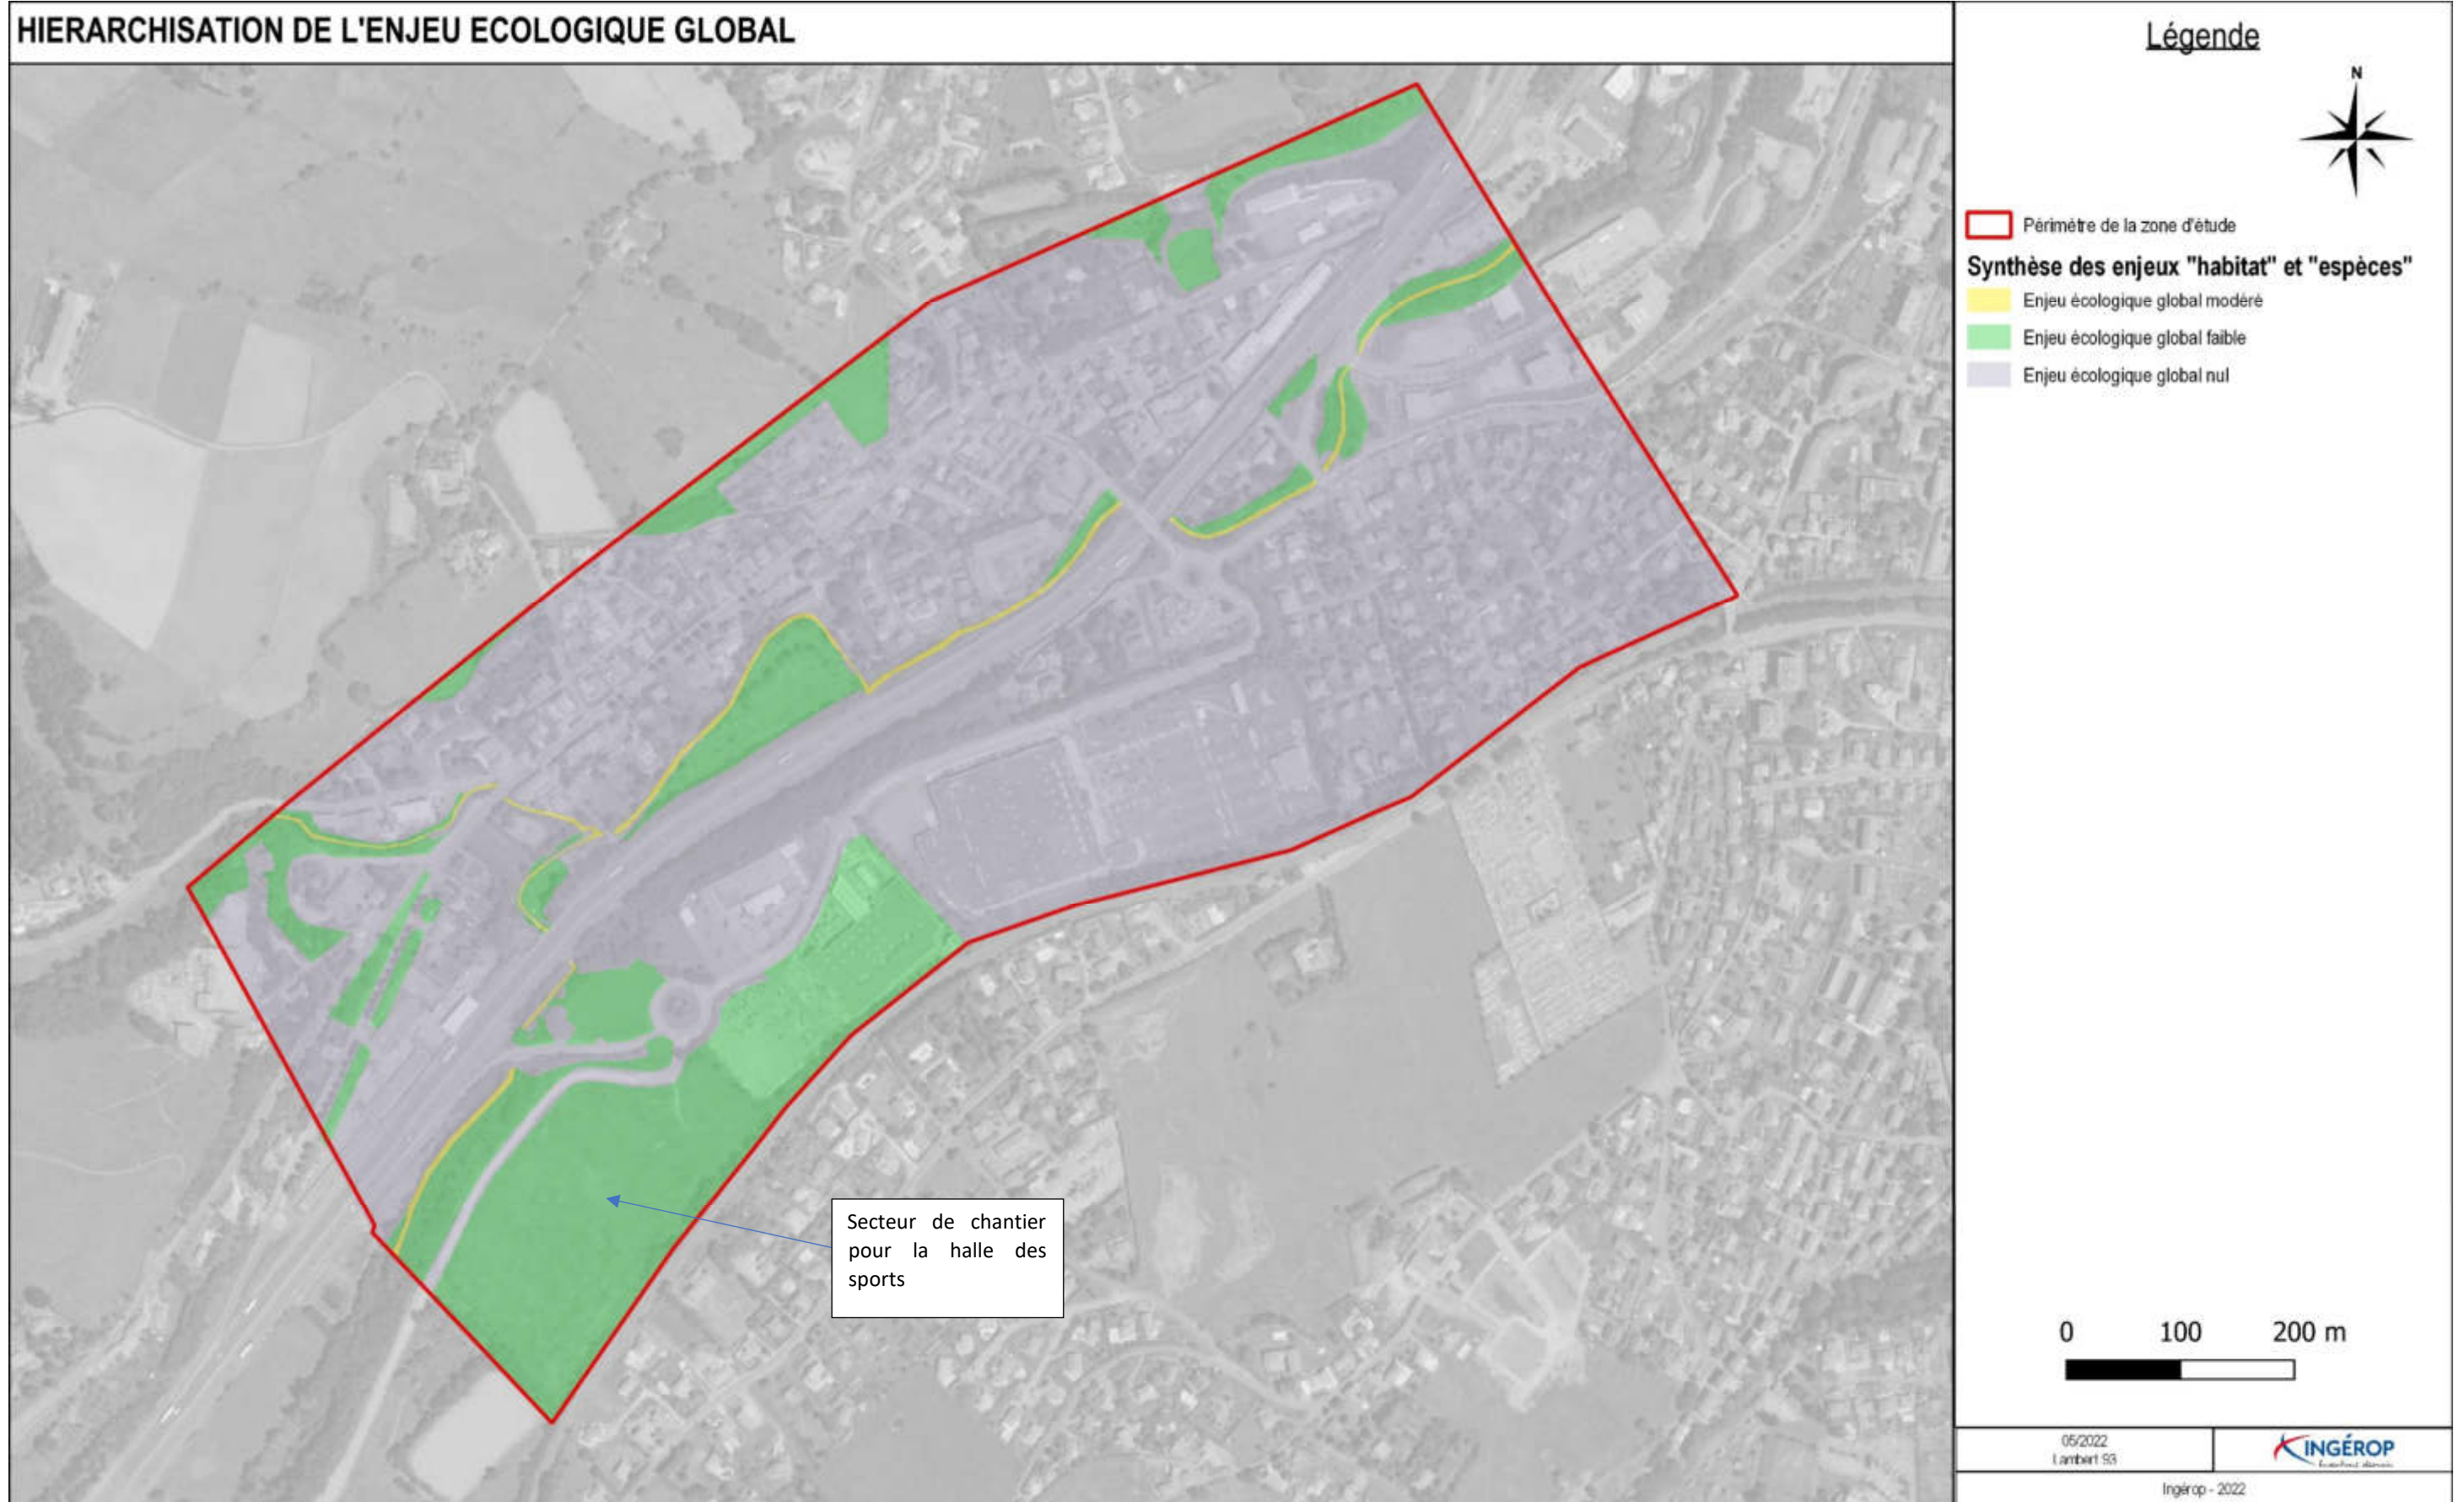 HIERARCHISATION DE L'ENJEU ECOLOGIQUE GLOBAL
Légende
N
Périmètre de la zone d'étude
Synthèse des enjeux "habitat" et "espèces"
Enjeu écologique global modéré
Enjeu écologique global faible
Enjeu écologique global nul
Secteur de chantier
pour la halle des
sports
0 100 200 m
05/2022
Lambert 93
INGÉROP
Ingérop - 2022